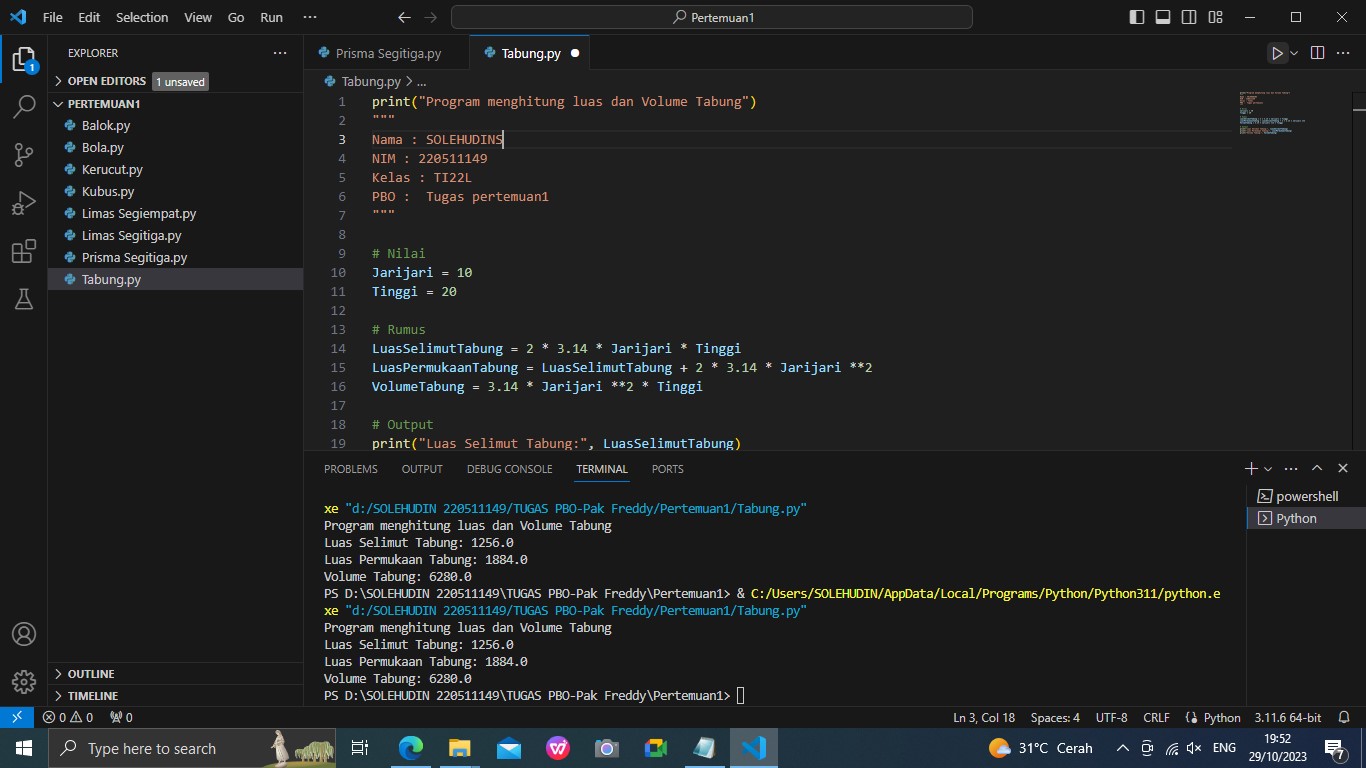 File Edit Selection View Go Run ··· Pertemuan1
EXPLORER ···
OPEN EDITORS 1 unsaved
PERTEMUAN1
Balok.py
Bola.py
Kerucut.py
Kubus.py
Limas Segiempat.py
Limas Segitiga.py
Prisma Segitiga.py
Tabung.py
OUTLINE
TIMELINE
1
Prisma Segitiga.py Tabung.py
Tabung.py > ...
1 print("Program menghitung luas dan Volume Tabung")
2 """
3 Nama : SOLEHUDINS
4 NIM : 220511149
5 Kelas : TI22L
6 PBO :  Tugas pertemuan1
7 """
8
9 # Nilai
10 Jarijari = 10
11 Tinggi = 20
12
13 # Rumus
14 LuasSelimutTabung = 2 * 3.14 * Jarijari * Tinggi
15 LuasPermukaanTabung = LuasSelimutTabung + 2 * 3.14 * Jarijari **2
16 VolumeTabung = 3.14 * Jarijari **2 * Tinggi
17
18 # Output
19 print("Luas Selimut Tabung:", LuasSelimutTabung)
PROBLEMS OUTPUT DEBUG CONSOLE TERMINAL PORTS
xe "d:/SOLEHUDIN 220511149/TUGAS PBO-Pak Freddy/Pertemuan1/Tabung.py"
Program menghitung luas dan Volume Tabung
Luas Selimut Tabung: 1256.0
Luas Permukaan Tabung: 1884.0
Volume Tabung: 6280.0
PS D:\SOLEHUDIN 220511149\TUGAS PBO-Pak Freddy\Pertemuan1> & C:/Users/SOLEHUDIN/AppData/Local/Programs/Python/Python311/python.e
xe "d:/SOLEHUDIN 220511149/TUGAS PBO-Pak Freddy/Pertemuan1/Tabung.py"
Program menghitung luas dan Volume Tabung
Luas Selimut Tabung: 1256.0
Luas Permukaan Tabung: 1884.0
Volume Tabung: 6280.0
PS D:\SOLEHUDIN 220511149\TUGAS PBO-Pak Freddy\Pertemuan1>
powershell
Python
0 0 0 Ln 3, Col 18 Spaces: 4 UTF-8 CRLF Python 3.11.6 64-bit
Type here to search 31°C Cerah ENG 19:52
29/10/2023 7